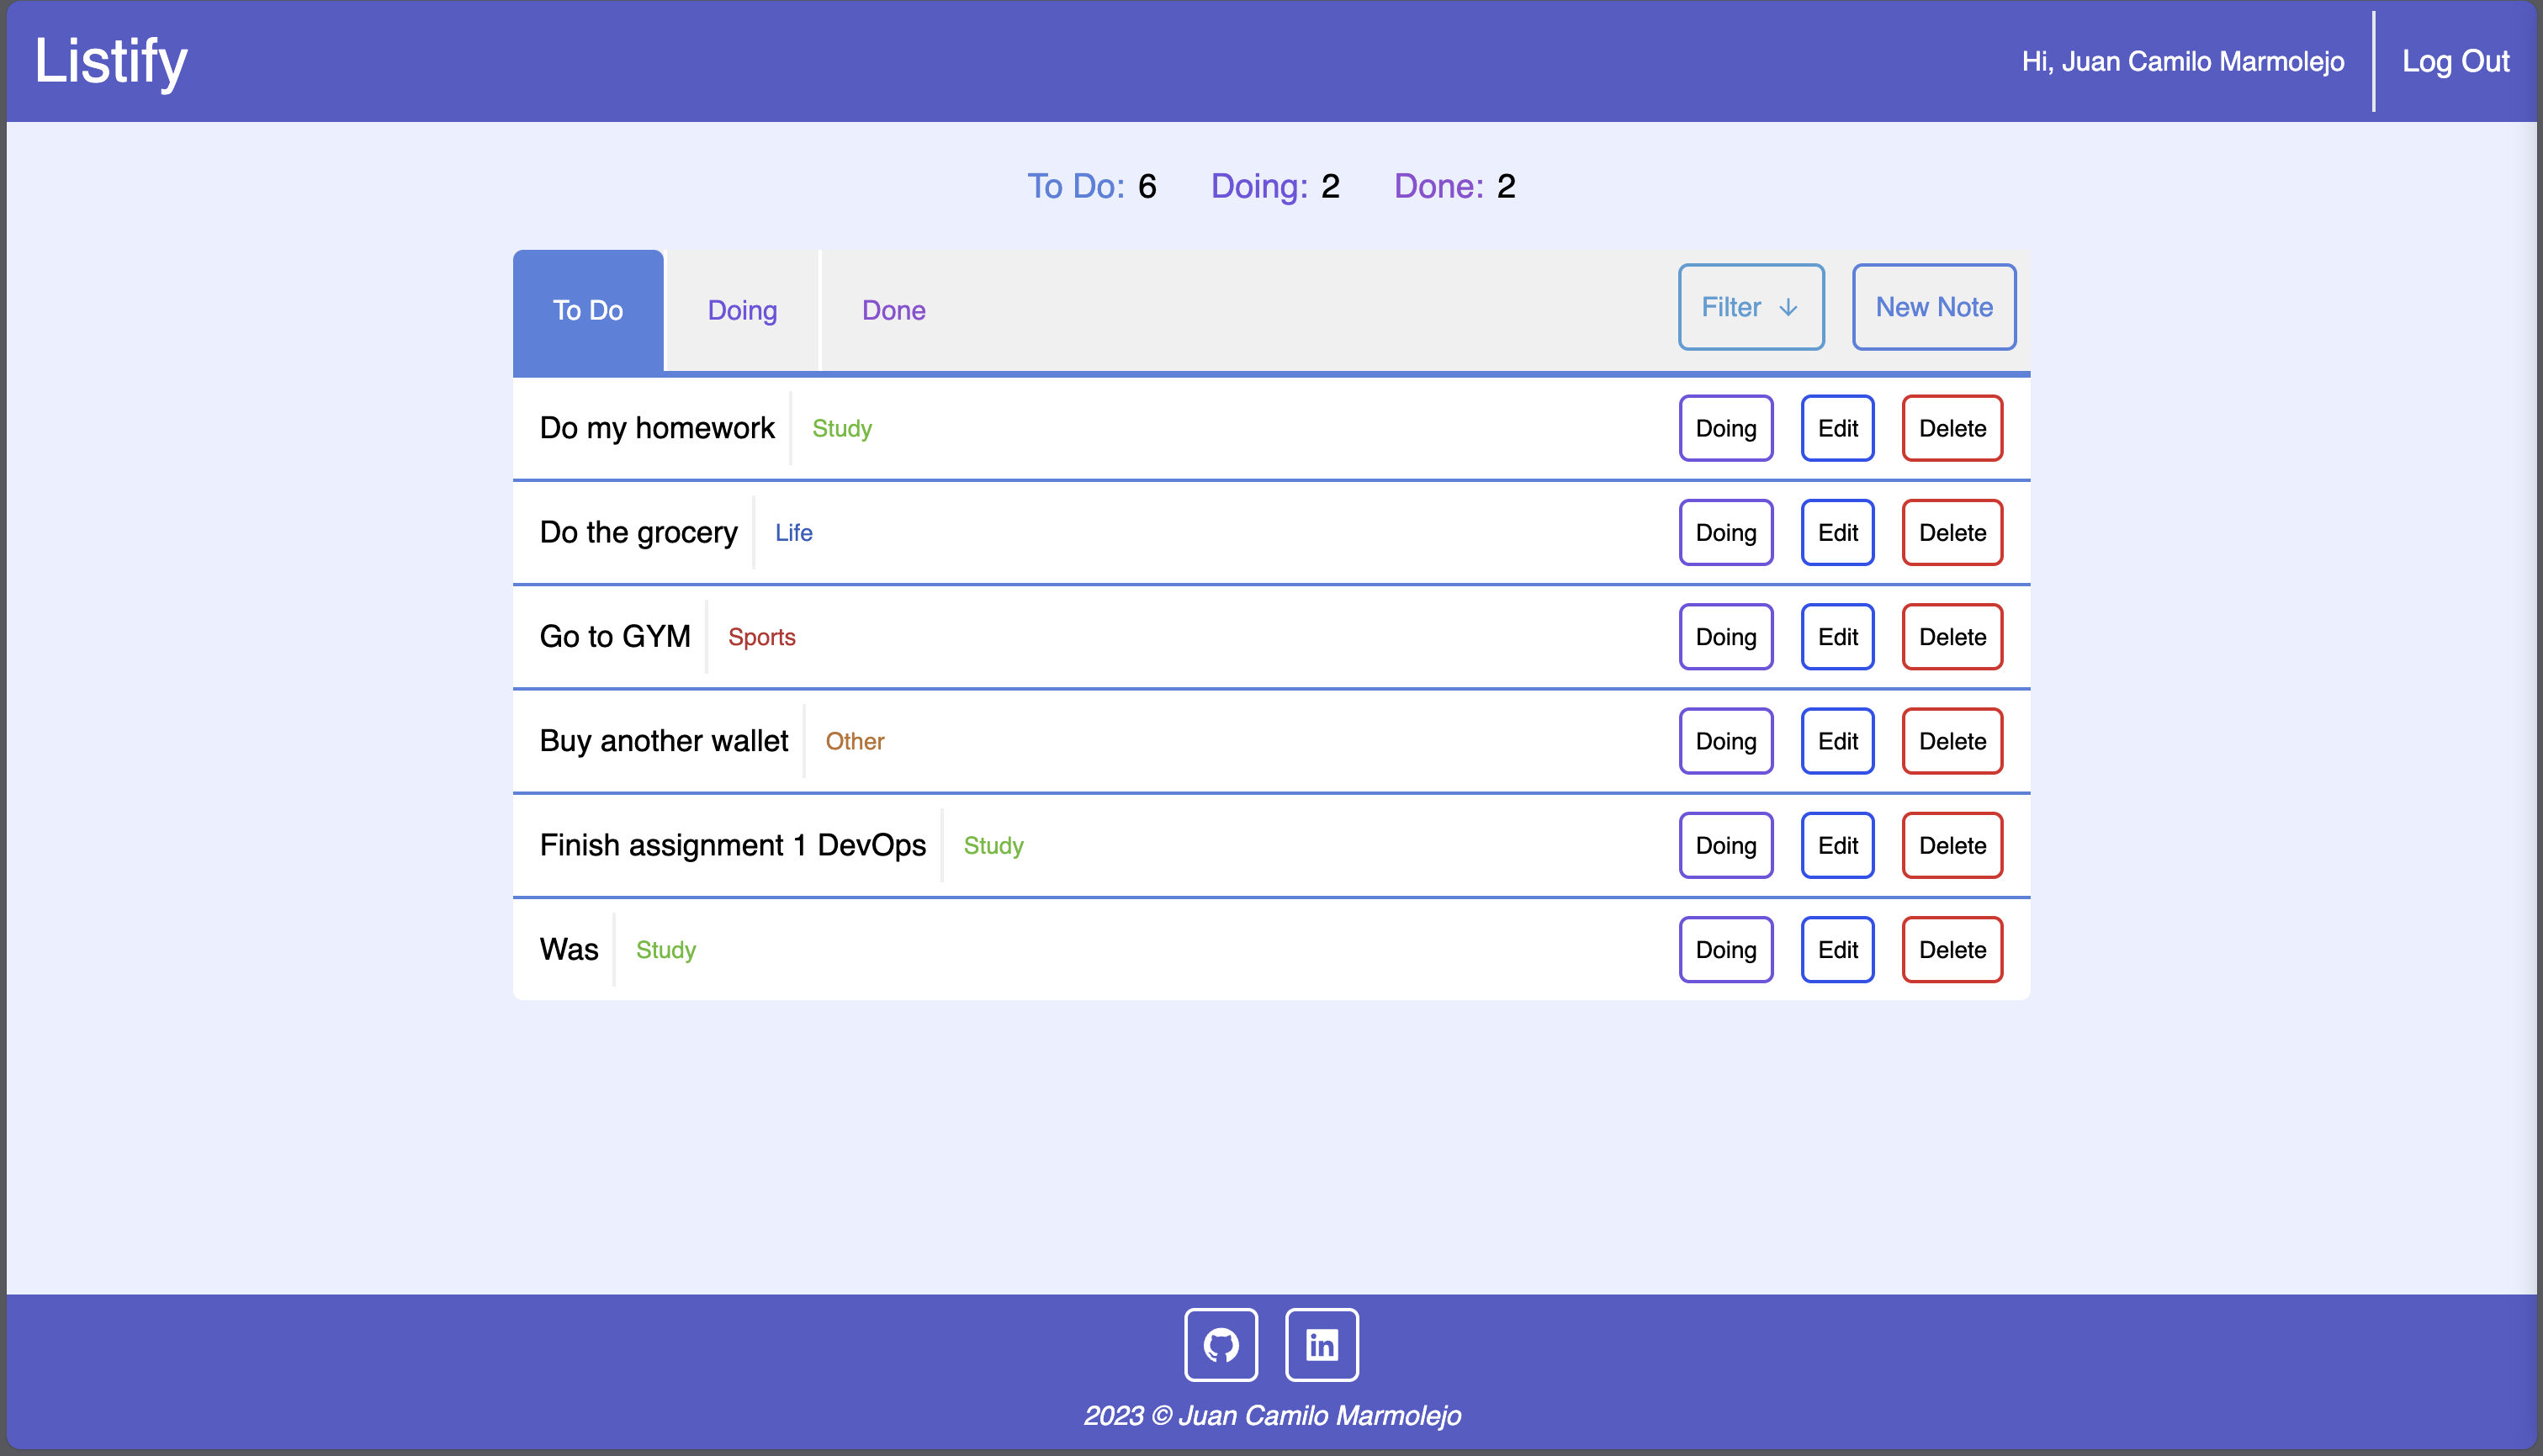 Listify
Hi, Juan Camilo Marmolejo
Log Out
To Do: 6 Doing: 2 Done: 2
To Do Doing Done Filter ↓ New Note
Do my homework Study Doing Edit Delete
Do the grocery Life Doing Edit Delete
Go to GYM Sports Doing Edit Delete
Buy another wallet Other Doing Edit Delete
Finish assignment 1 DevOps Study Doing Edit Delete
Was Study Doing Edit Delete
in
2023 © Juan Camilo Marmolejo